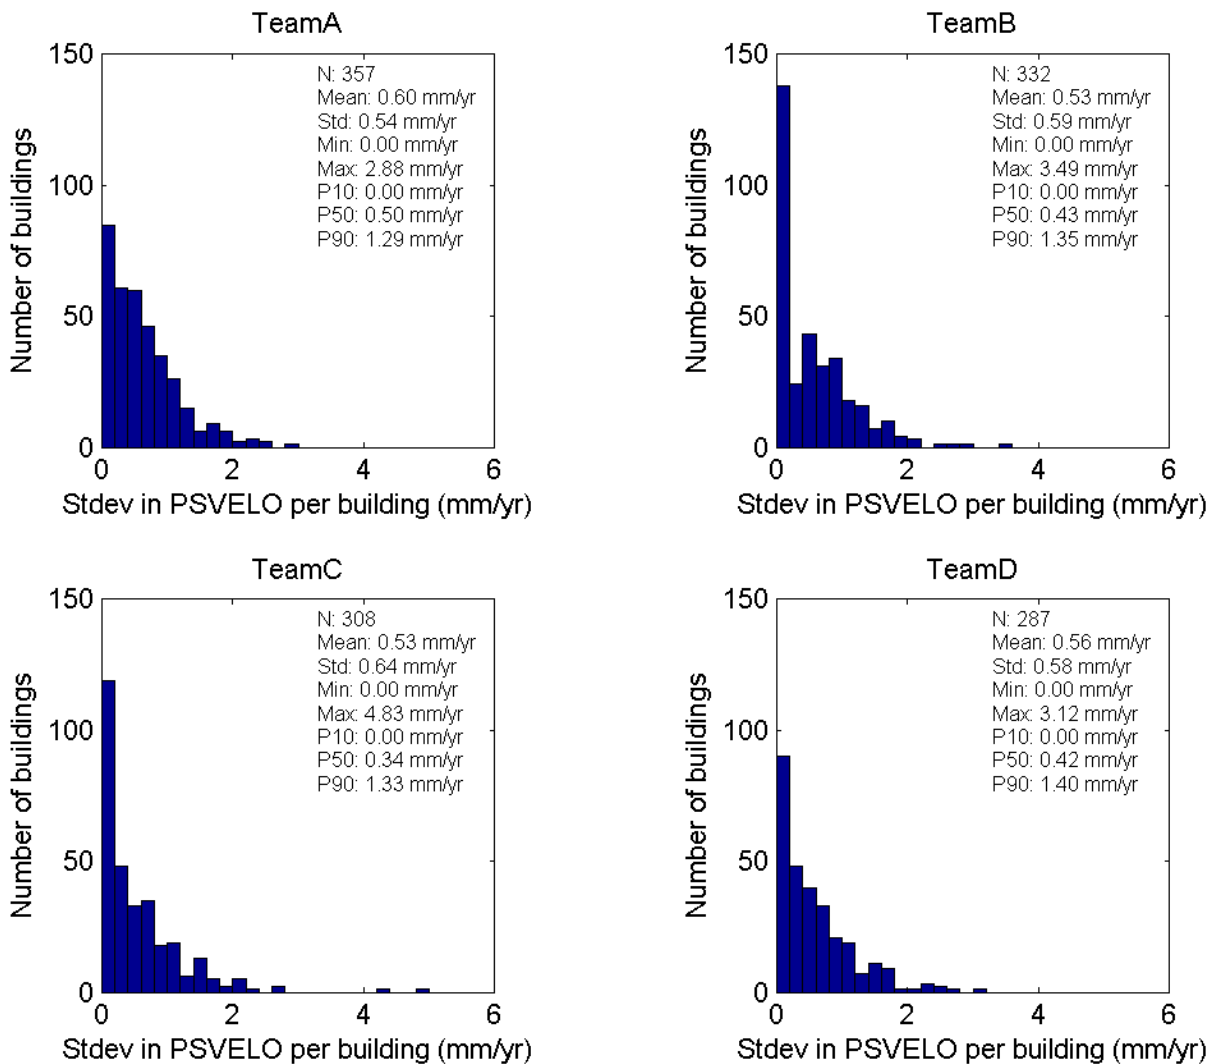 TeamA
150
100
50
0
0
2
4
6
Number of buildings
Stdev in PSVELO per building (mm/yr)
N: 357
Mean: 0.60 mm/yr
Std: 0.54 mm/yr
Min: 0.00 mm/yr
Max: 2.88 mm/yr
P10: 0.00 mm/yr
P50: 0.50 mm/yr
P90: 1.29 mm/yr
TeamB
150
100
50
0
0
2
4
6
Number of buildings
Stdev in PSVELO per building (mm/yr)
N: 332
Mean: 0.53 mm/yr
Std: 0.59 mm/yr
Min: 0.00 mm/yr
Max: 3.49 mm/yr
P10: 0.00 mm/yr
P50: 0.43 mm/yr
P90: 1.35 mm/yr
TeamC
150
100
50
0
0
2
4
6
Number of buildings
Stdev in PSVELO per building (mm/yr)
N: 308
Mean: 0.53 mm/yr
Std: 0.64 mm/yr
Min: 0.00 mm/yr
Max: 4.83 mm/yr
P10: 0.00 mm/yr
P50: 0.34 mm/yr
P90: 1.33 mm/yr
TeamD
150
100
50
0
0
2
4
6
Number of buildings
Stdev in PSVELO per building (mm/yr)
N: 287
Mean: 0.56 mm/yr
Std: 0.58 mm/yr
Min: 0.00 mm/yr
Max: 3.12 mm/yr
P10: 0.00 mm/yr
P50: 0.42 mm/yr
P90: 1.40 mm/yr